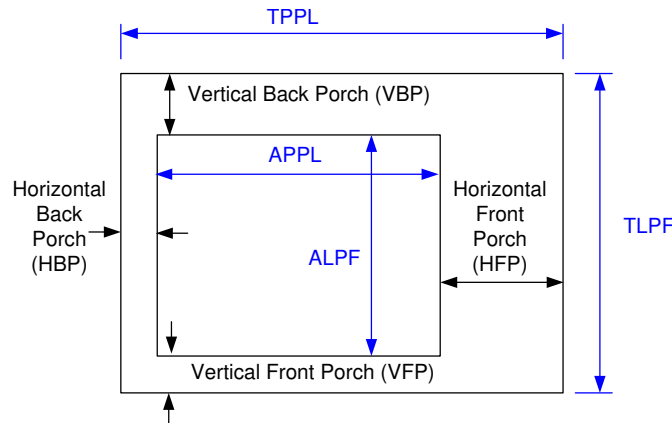 TPPL
Vertical Back Porch (VBP)
APPL
Horizontal
Back
Porch
(HBP)
Horizontal
Front
Porch
(HFP)
TLPF
ALPF
Vertical Front Porch (VFP)